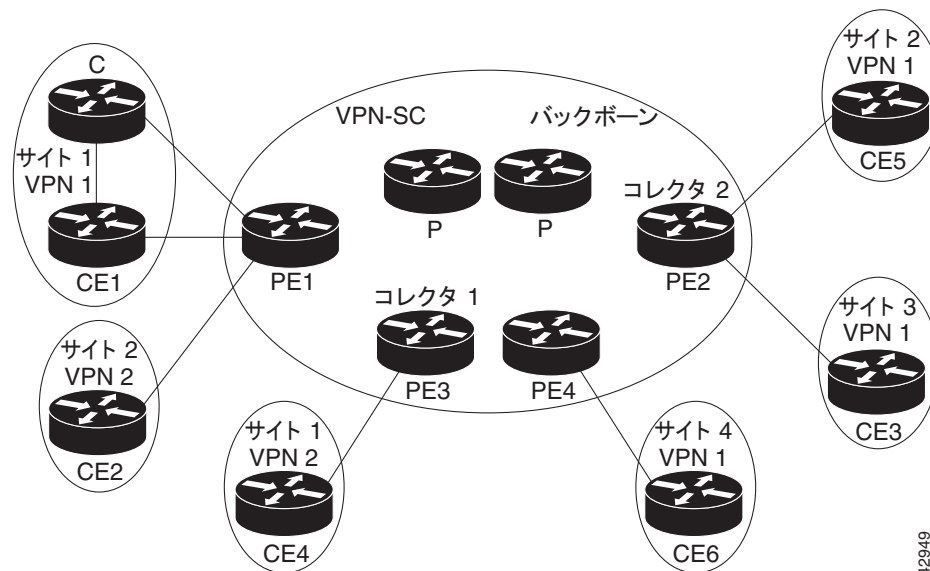 C
サイト 1
VPN 1
CE1
サイト 2
VPN 2
CE2
VPN-SC
バックボーン
P
P
PE1
コレクタ 1
PE3
PE4
コレクタ 2
PE2
サイト 1
VPN 2
CE4
サイト 4
VPN 1
CE6
サイト 2
VPN 1
CE5
サイト 3
VPN 1
CE3
42949